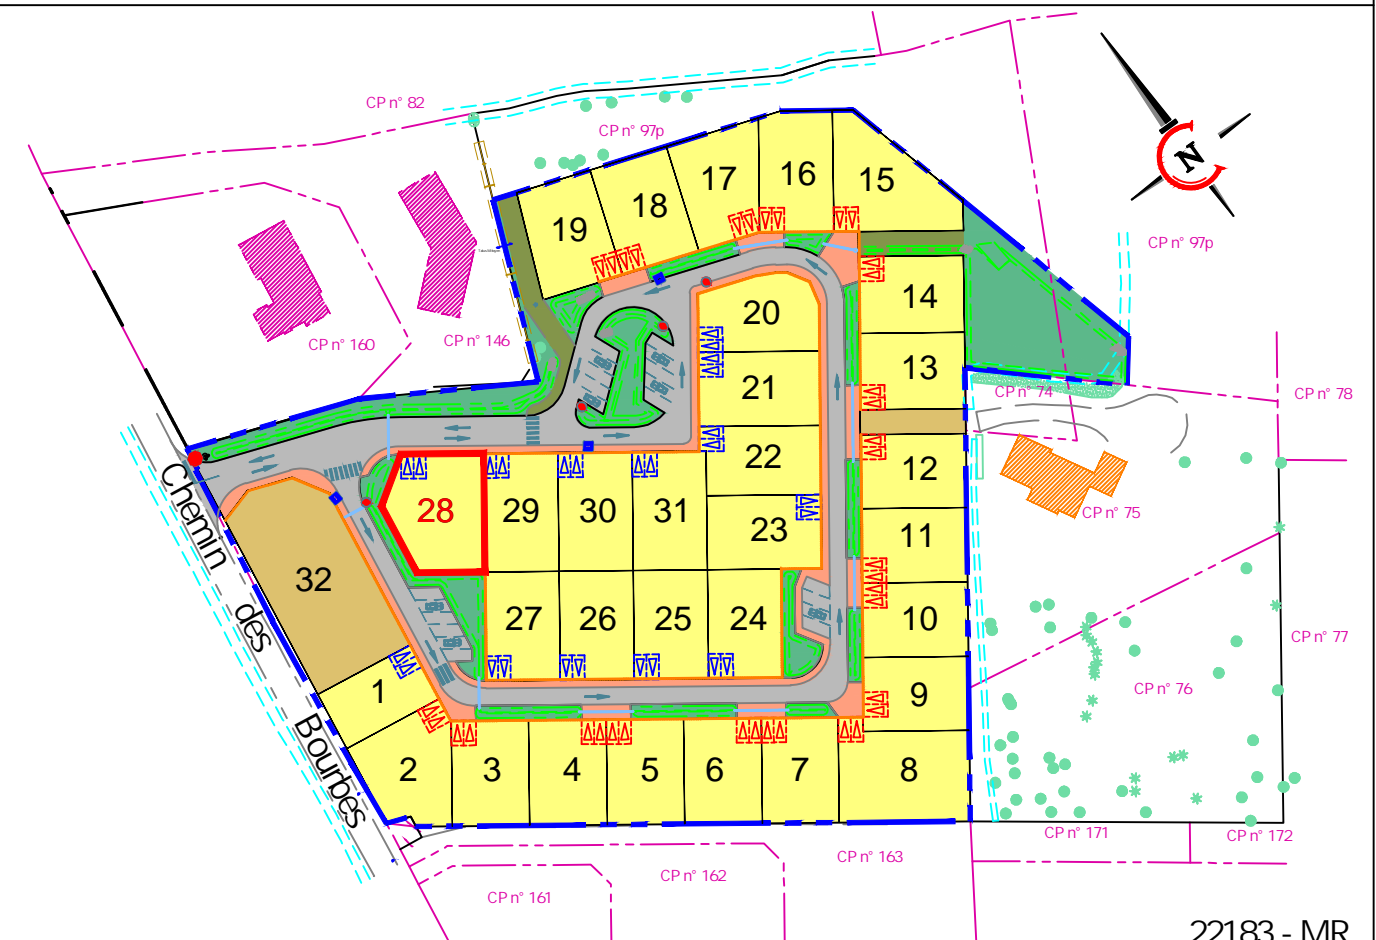 CP n° 82
CP n° 97p
N
CP n° 97p
CP n° 160
CP n° 146
CP n° 74
CP n° 78
CP n° 75
CP n° 77
CP n° 76
CP n° 171
CP n° 172
CP n° 163
CP n° 162
CP n° 161
19
18
17
16
15
14
13
12
11
10
9
8
7
6
5
4
3
2
1
32
28
29
30
31
20
21
22
23
27
26
25
24
Chemin
des
Bourbes
22183 - MR